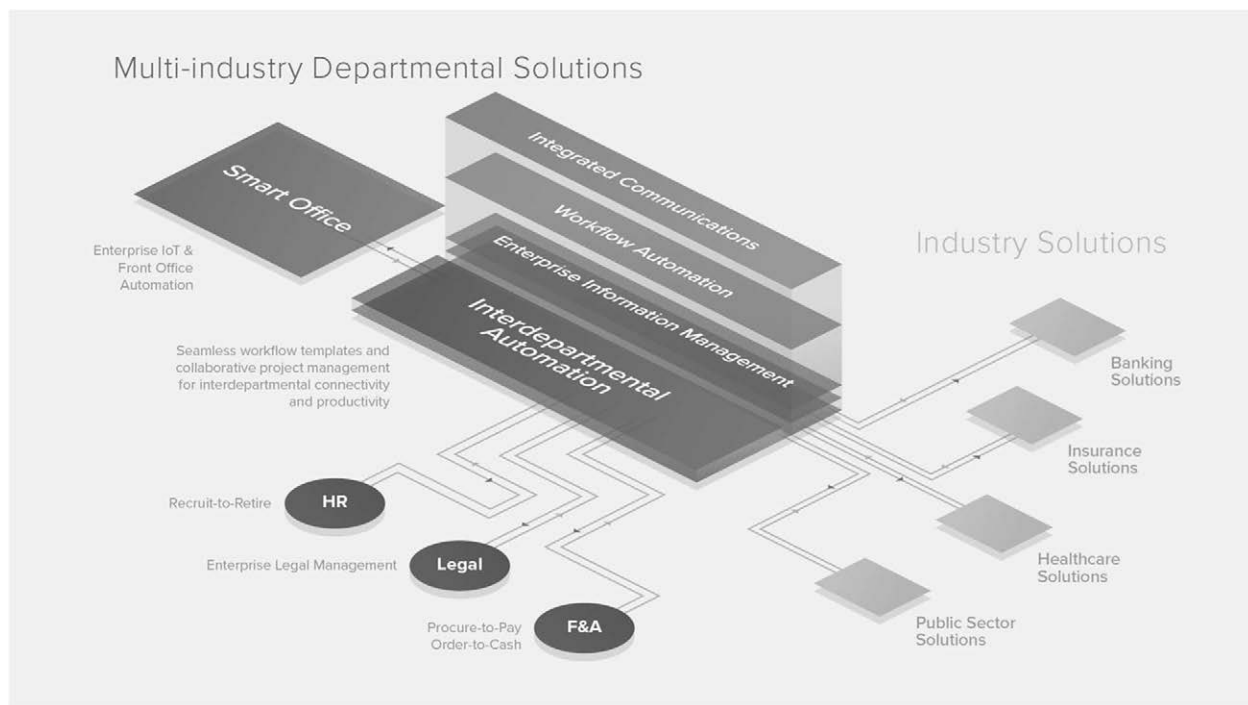 Multi-industry Departmental Solutions
Integrated Communications
Smart Office
Workflow Automation
Enterprise IoT &
Front Office
Automation
Enterprise Information Management
Industry Solutions
Interdepartmental
Automation
Seamless workflow templates and
collaborative project management
for interdepartmental connectivity
and productivity
Banking
Solutions
Insurance
Solutions
Recruit-to-Retire
HR
Healthcare
Solutions
Enterprise Legal Management
Legal
Public Sector
Solutions
Procure-to-Pay
Order-to-Cash
F&A